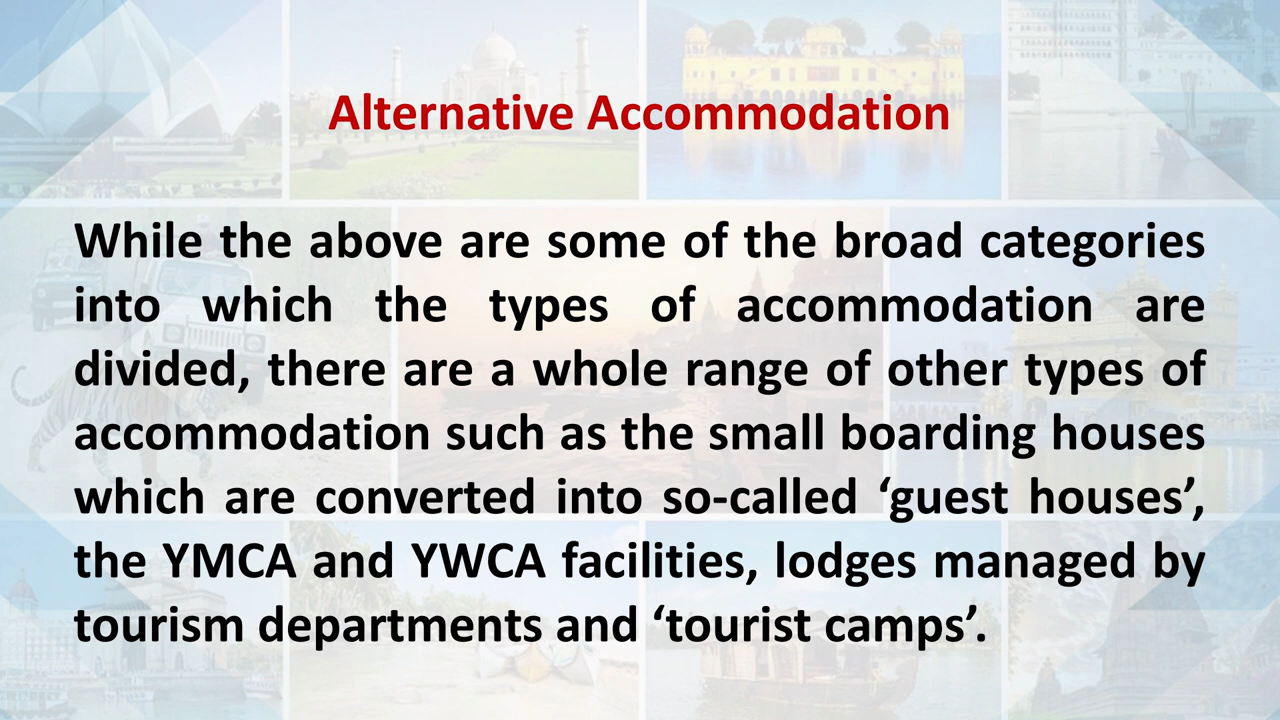 Alternative Accommodation
While the above are some of the broad categories
into which the types of accommodation are
divided, there are a whole range of other types of
accommodation such as the small boarding houses
which are converted into so-called ‘guest houses’,
the YMCA and YWCA facilities, lodges managed by
tourism departments and ‘tourist camps’.